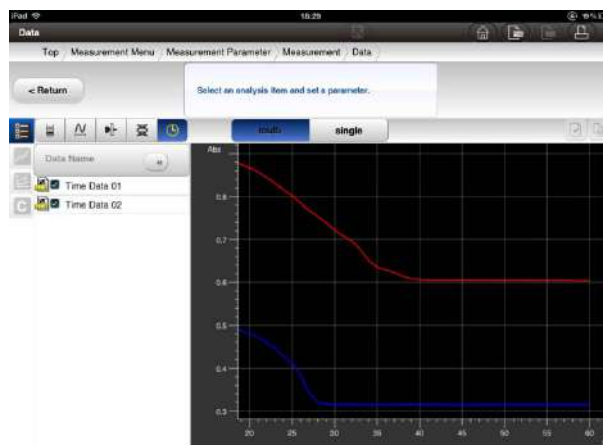 iPad
16:29
Data
Top Measurement Menu Measurement Parameter Measurement Data
< Return
Select an analysis item and set a parameter.
multi single
Data Name
Time Data 01
Time Data 02
Abs
0.8
0.7
0.6
0.5
0.4
0.3
20 25 30 35 40 45 50 55 60